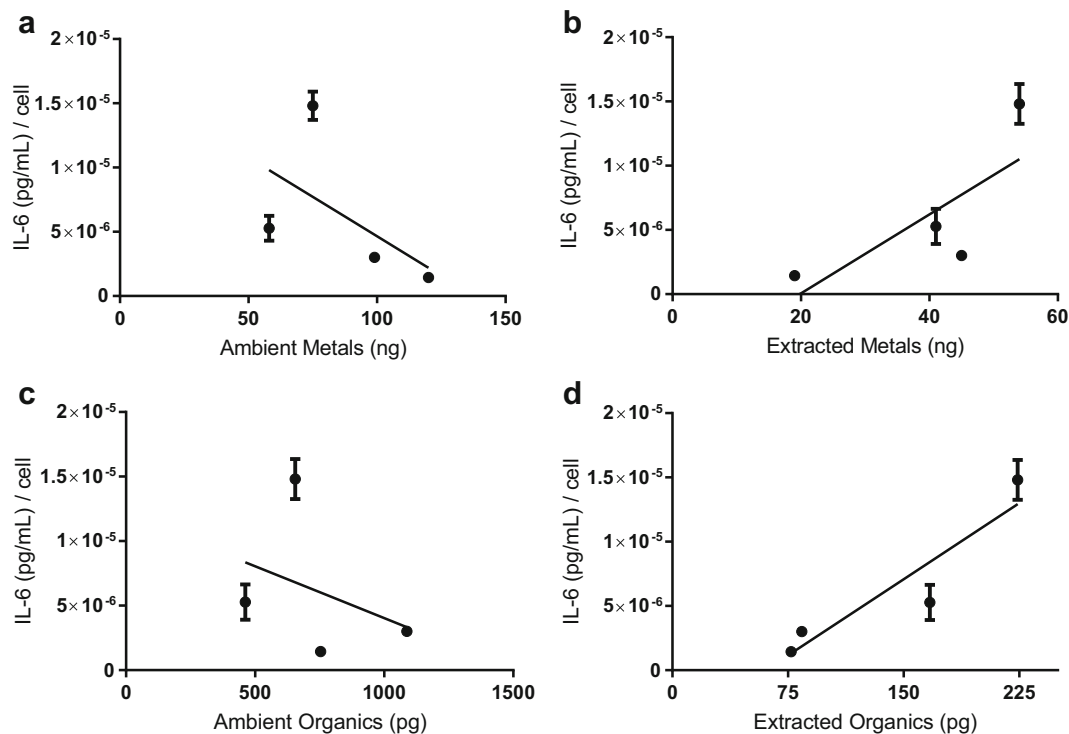 a
2×10⁻⁵
1.5×10⁻⁵
1×10⁻⁵
5×10⁻⁶
0
IL-6 (pg/mL) / cell
0 50 100 150
Ambient Metals (ng)
b
2×10⁻⁵
1.5×10⁻⁵
1×10⁻⁵
5×10⁻⁶
0
IL-6 (pg/mL) / cell
0 20 40 60
Extracted Metals (ng)
c
2×10⁻⁵
1.5×10⁻⁵
1×10⁻⁵
5×10⁻⁶
0
IL-6 (pg/mL) / cell
0 500 1000 1500
Ambient Organics (pg)
d
2×10⁻⁵
1.5×10⁻⁵
1×10⁻⁵
5×10⁻⁶
0
IL-6 (pg/mL) / cell
0 75 150 225
Extracted Organics (pg)